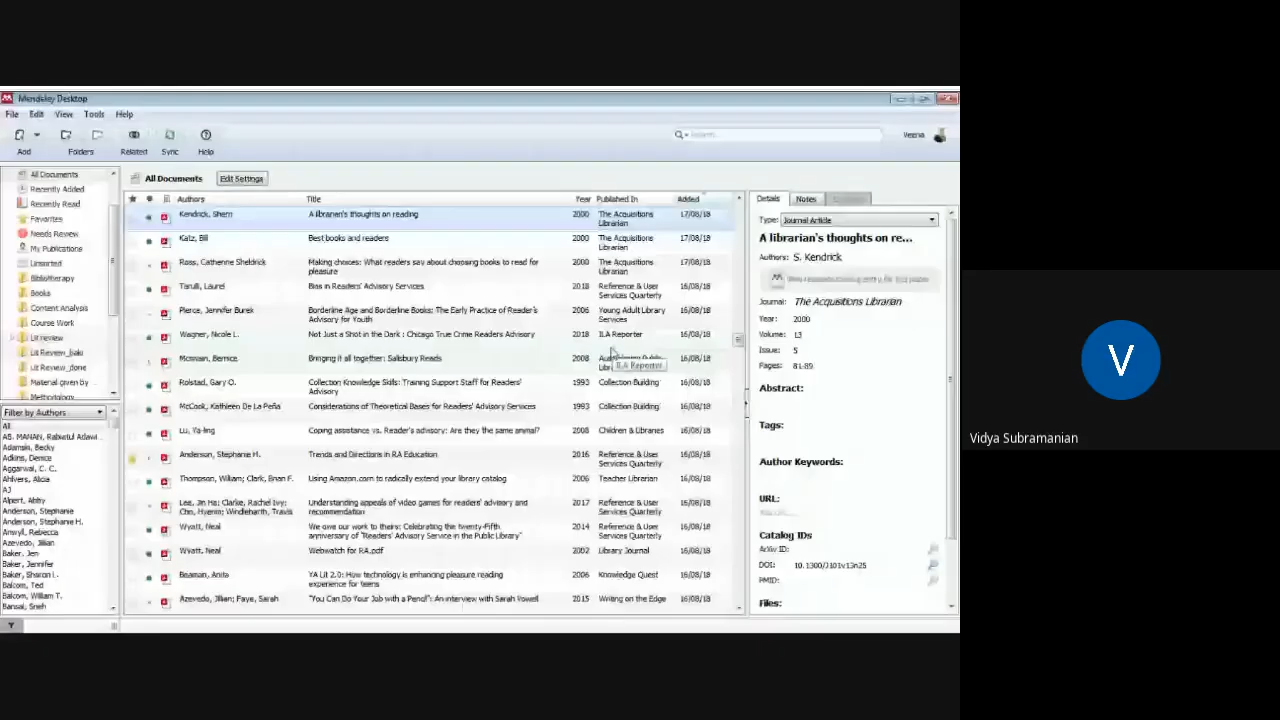 Mendeley Desktop
File Edit View Tools Help
Add Folders Related Sync Help
Search...
Veena
All Documents
Recently Added
Recently Read
Favorites
Needs Review
My Publications
Unsorted
Bibliotherapy
Books
Content Analysis
Course Work
Lit review
Lit Review_baki
Lit Review_done
Material given by
Methodology
Filter by Authors
All
AB. MANAN, Rabiatul Adawi...
Adamski, Becky
Adkins, Denice
Aggarwal, C. C.
Ahlvers, Alicia
AJ
Alpert, Abby
Anderson, Stephanie
Anderson, Stephanie H.
Anwyll, Rebecca
Azevedo, Jillian
Baker, Jen
Baker, Jennifer
Baker, Sharon L.
Balcom, Ted
Balcom, William T.
Bansal, Sneh
All Documents Edit Settings
Authors Title Year Published In Added
Kendrick, Sherri A librarian's thoughts on reading 2000 The Acquisitions 17/08/18
Librarian
Katz, Bill Best books and readers 2000 The Acquisitions 17/08/18
Librarian
Ross, Catherine Sheldrick Making choices: What readers say about choosing books to read for 2000 The Acquisitions 17/08/18
pleasure Librarian
Tarulli, Laurel Bias in Readers' Advisory Services 2018 Reference & User 16/08/18
Services Quarterly
Pierce, Jennifer Burek Borderline Age and Borderline Books: The Early Practice of Reader's 2006 Young Adult Library 16/08/18
Advisory for Youth Services
Wagner, Nicole L. Not Just a Shot in the Dark : Chicago True Crime Readers Advisory 2018 ILA Reporter 16/08/18
McSwain, Bernice Bringing it all together: Salisbury Reads 2008 16/08/18
ILA Reporter
Rolstad, Gary O. Collection Knowledge Skills: Training Support Staff for Readers' 1993 Collection Building 16/08/18
Advisory
McCook, Kathleen De La Peña Considerations of Theoretical Bases for Readers' Advisory Services 1993 Collection Building 16/08/18
Lu, Ya-ling Coping assistance vs. Reader's advisory: Are they the same animal? 2008 Children & Libraries 16/08/18
Anderson, Stephanie H. Trends and Directions in RA Education 2016 Reference & User 16/08/18
Services Quarterly
Thompson, William; Clark, Brian F. Using Amazon.com to radically extend your library catalog 2006 Teacher Librarian 16/08/18
Lee, Jin Ha; Clarke, Rachel Ivy; Understanding appeals of video games for readers' advisory and 2017 Reference & User 16/08/18
Cho, Hyerim; Windleharth, Travis recommendation Services Quarterly
Wyatt, Neal We owe our work to theirs: Celebrating the twenty-fifth 2014 Reference & User 16/08/18
anniversary of "Readers' Advisory Service in the Public Library" Services Quarterly
Wyatt, Neal Webwatch for RA.pdf 2002 Library Journal 16/08/18
Beaman, Anita YA Lit 2.0: How technology is enhancing pleasure reading 2006 Knowledge Quest 16/08/18
experience for teens
Azevedo, Jillian; Faye, Sarah "You Can Do Your Job with a Pencil": An interview with Sarah Vowell 2015 Writing on the Edge 16/08/18
Details Notes
Type: Journal Article
A librarian's thoughts on re...
Authors: S. Kendrick
Journal: The Acquisitions Librarian
Year: 2000
Volume: 13
Issue: 5
Pages: 81-89
Abstract:
Tags:
Author Keywords:
URL:
Catalog IDs
ArXiv ID:
DOI: 10.1300/J101v13n25
PMID:
Files:
V
Vidya Subramanian